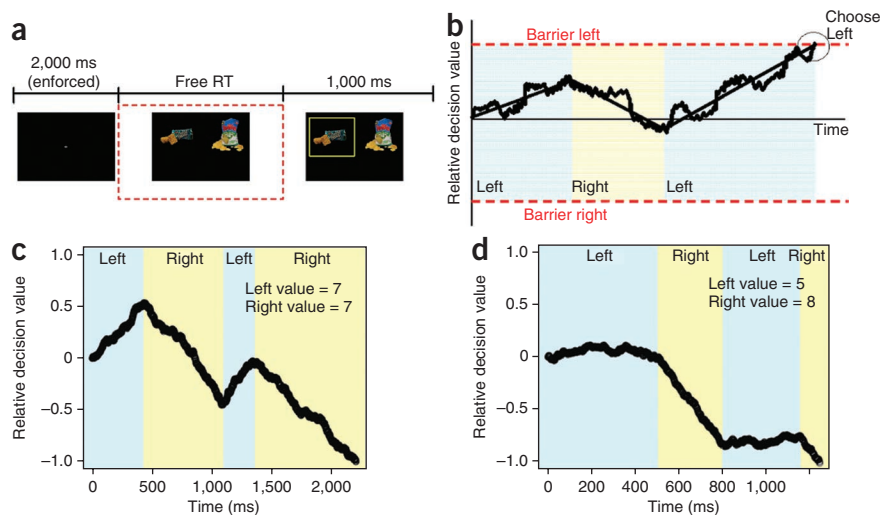 a
2,000 ms
(enforced)
Free RT
1,000 ms
b
Relative decision value
Barrier left
Choose
Left
Time
Left
Right
Left
Barrier right
c
Relative decision value
1.0
0.5
0
−0.5
−1.0
Left
Right
Left
Right
Left value = 7
Right value = 7
0
500
1,000
1,500
2,000
Time (ms)
d
Relative decision value
1.0
0.5
0
−0.5
−1.0
Left
Right
Left
Right
Left value = 5
Right value = 8
0
200
400
600
800
1,000
Time (ms)